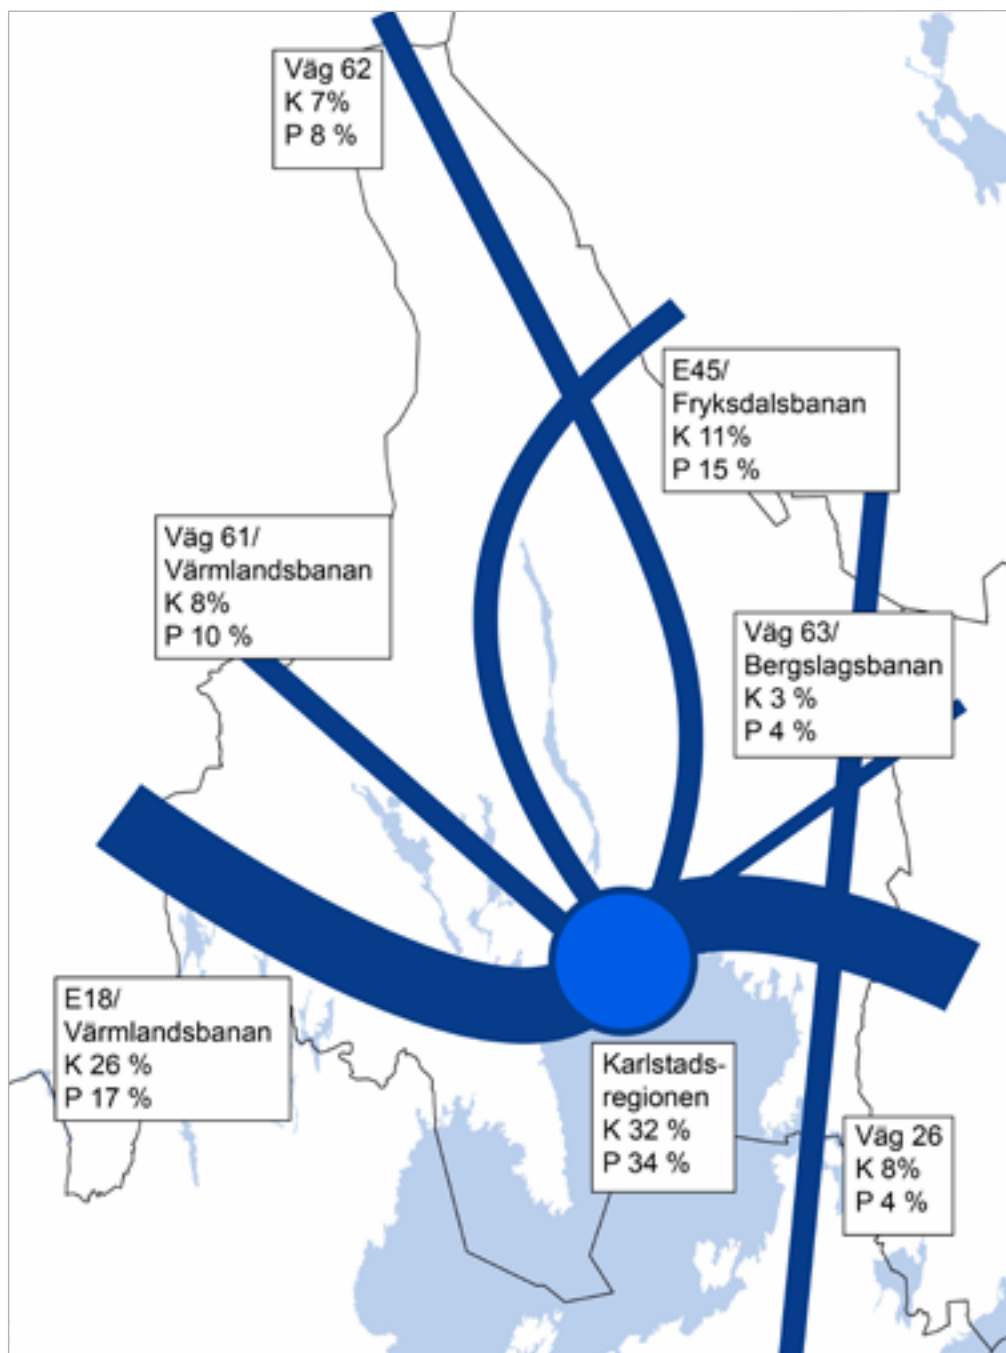 Väg 62
K 7%
P 8 %
E45/
Fryksdalsbanan
K 11%
P 15 %
Väg 61/
Värmlandsbanan
K 8%
P 10 %
Väg 63/
Bergslagsbanan
K 3 %
P 4 %
E18/
Värmlandsbanan
K 26 %
P 17 %
Karlstads-
regionen
K 32 %
P 34 %
Väg 26
K 8%
P 4 %